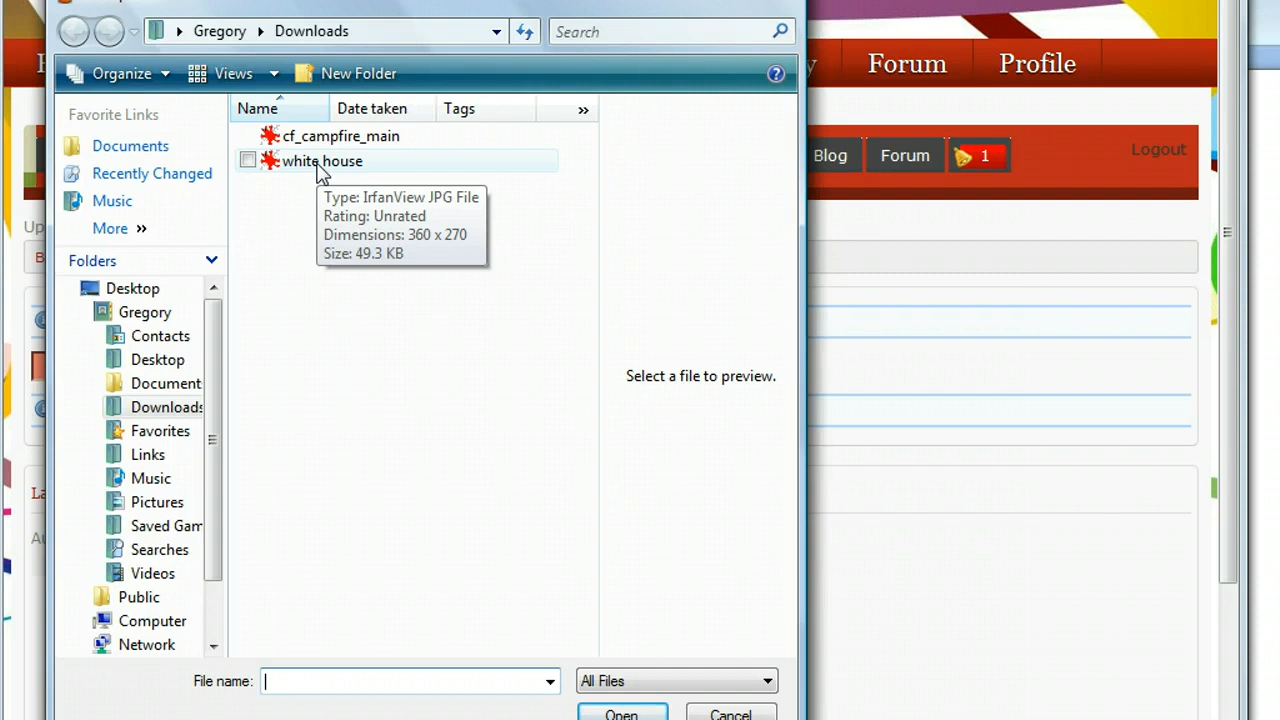 Gregory Downloads Search
Organize Views New Folder
Forum Profile
Favorite Links
Documents
Recently Changed
Music
More »
Folders
Desktop
Gregory
Contacts
Desktop
Document
Downloads
Favorites
Links
Music
Pictures
Saved Gam
Searches
Videos
Public
Computer
Network
Name Date taken Tags »
cf_campfire_main
white house
Type: IrfanView JPG File
Rating: Unrated
Dimensions: 360 x 270
Size: 49.3 KB
Select a file to preview.
File name: All Files
Open Cancel
Blog Forum 1 Logout